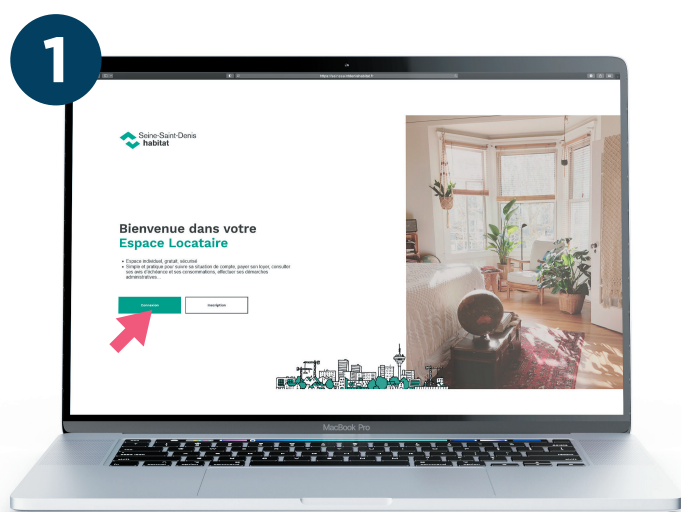 1
Seine-Saint-Denis
habitat
Bienvenue dans votre
Espace Locataire
• Espace individuel, gratuit, sécurisé
• Simple et pratique pour suivre sa situation de compte, payer son loyer, consulter
ses avis d'échéance et ses consommations, effectuer ses démarches
administratives...
Connexion
Inscription
MacBook Pro